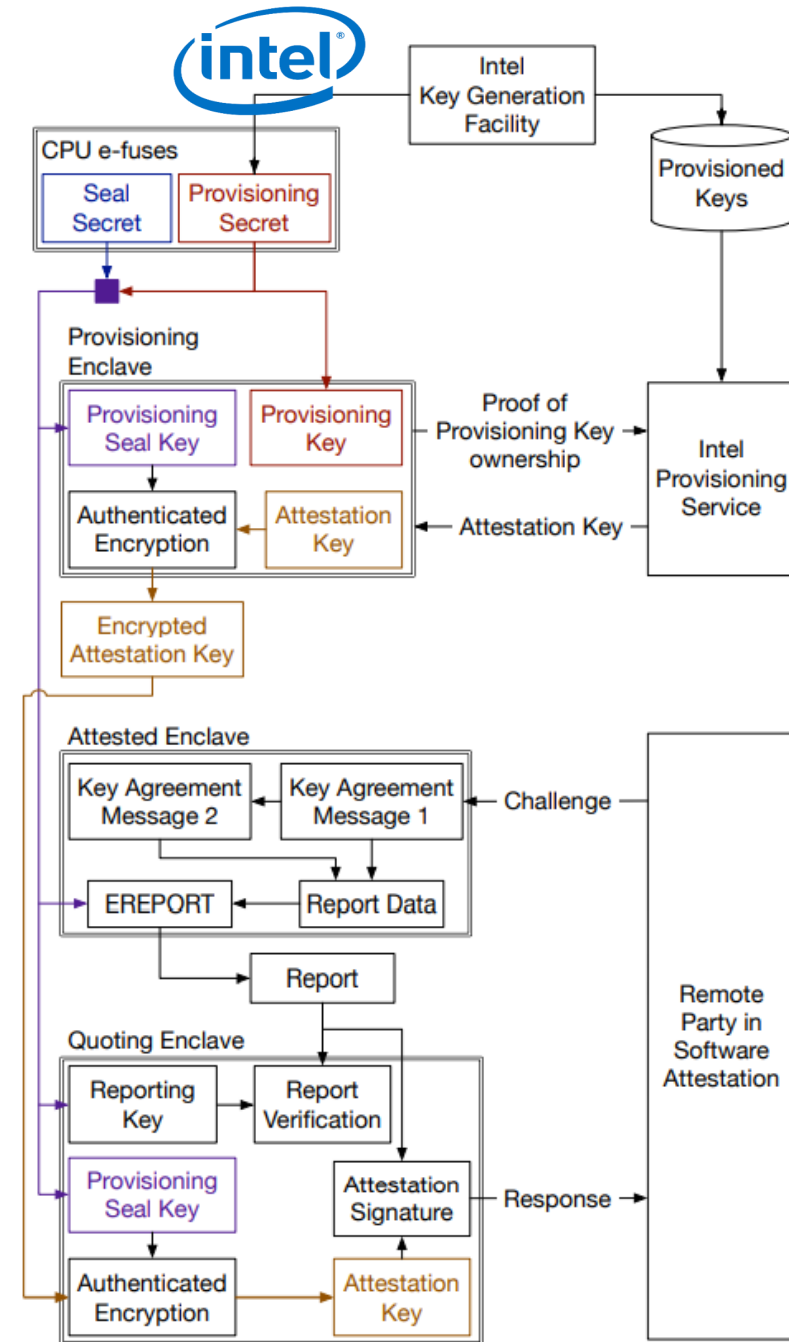 intel®
Intel
Key Generation
Facility
CPU e-fuses
Seal
Secret
Provisioning
Secret
Provisioned
Keys
Provisioning
Enclave
Provisioning
Seal Key
Provisioning
Key
Proof of
Provisioning Key
ownership
Intel
Provisioning
Service
Authenticated
Encryption
Attestation
Key
Attestation Key
Encrypted
Attestation Key
Attested Enclave
Key Agreement
Message 2
Key Agreement
Message 1
Challenge
EREPORT
Report Data
Report
Remote
Party in
Software
Attestation
Quoting Enclave
Reporting
Key
Report
Verification
Provisioning
Seal Key
Attestation
Signature
Response
Authenticated
Encryption
Attestation
Key